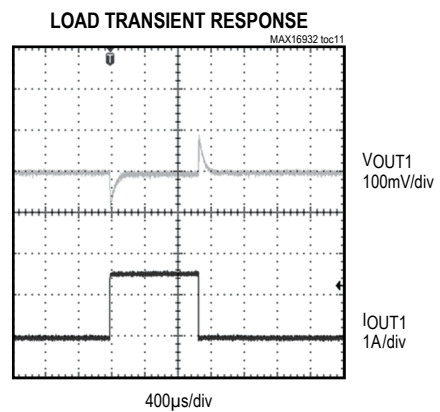 LOAD TRANSIENT RESPONSE
MAX16932 toc11
T
VOUT1
100mV/div
IOUT1
1A/div
400µs/div